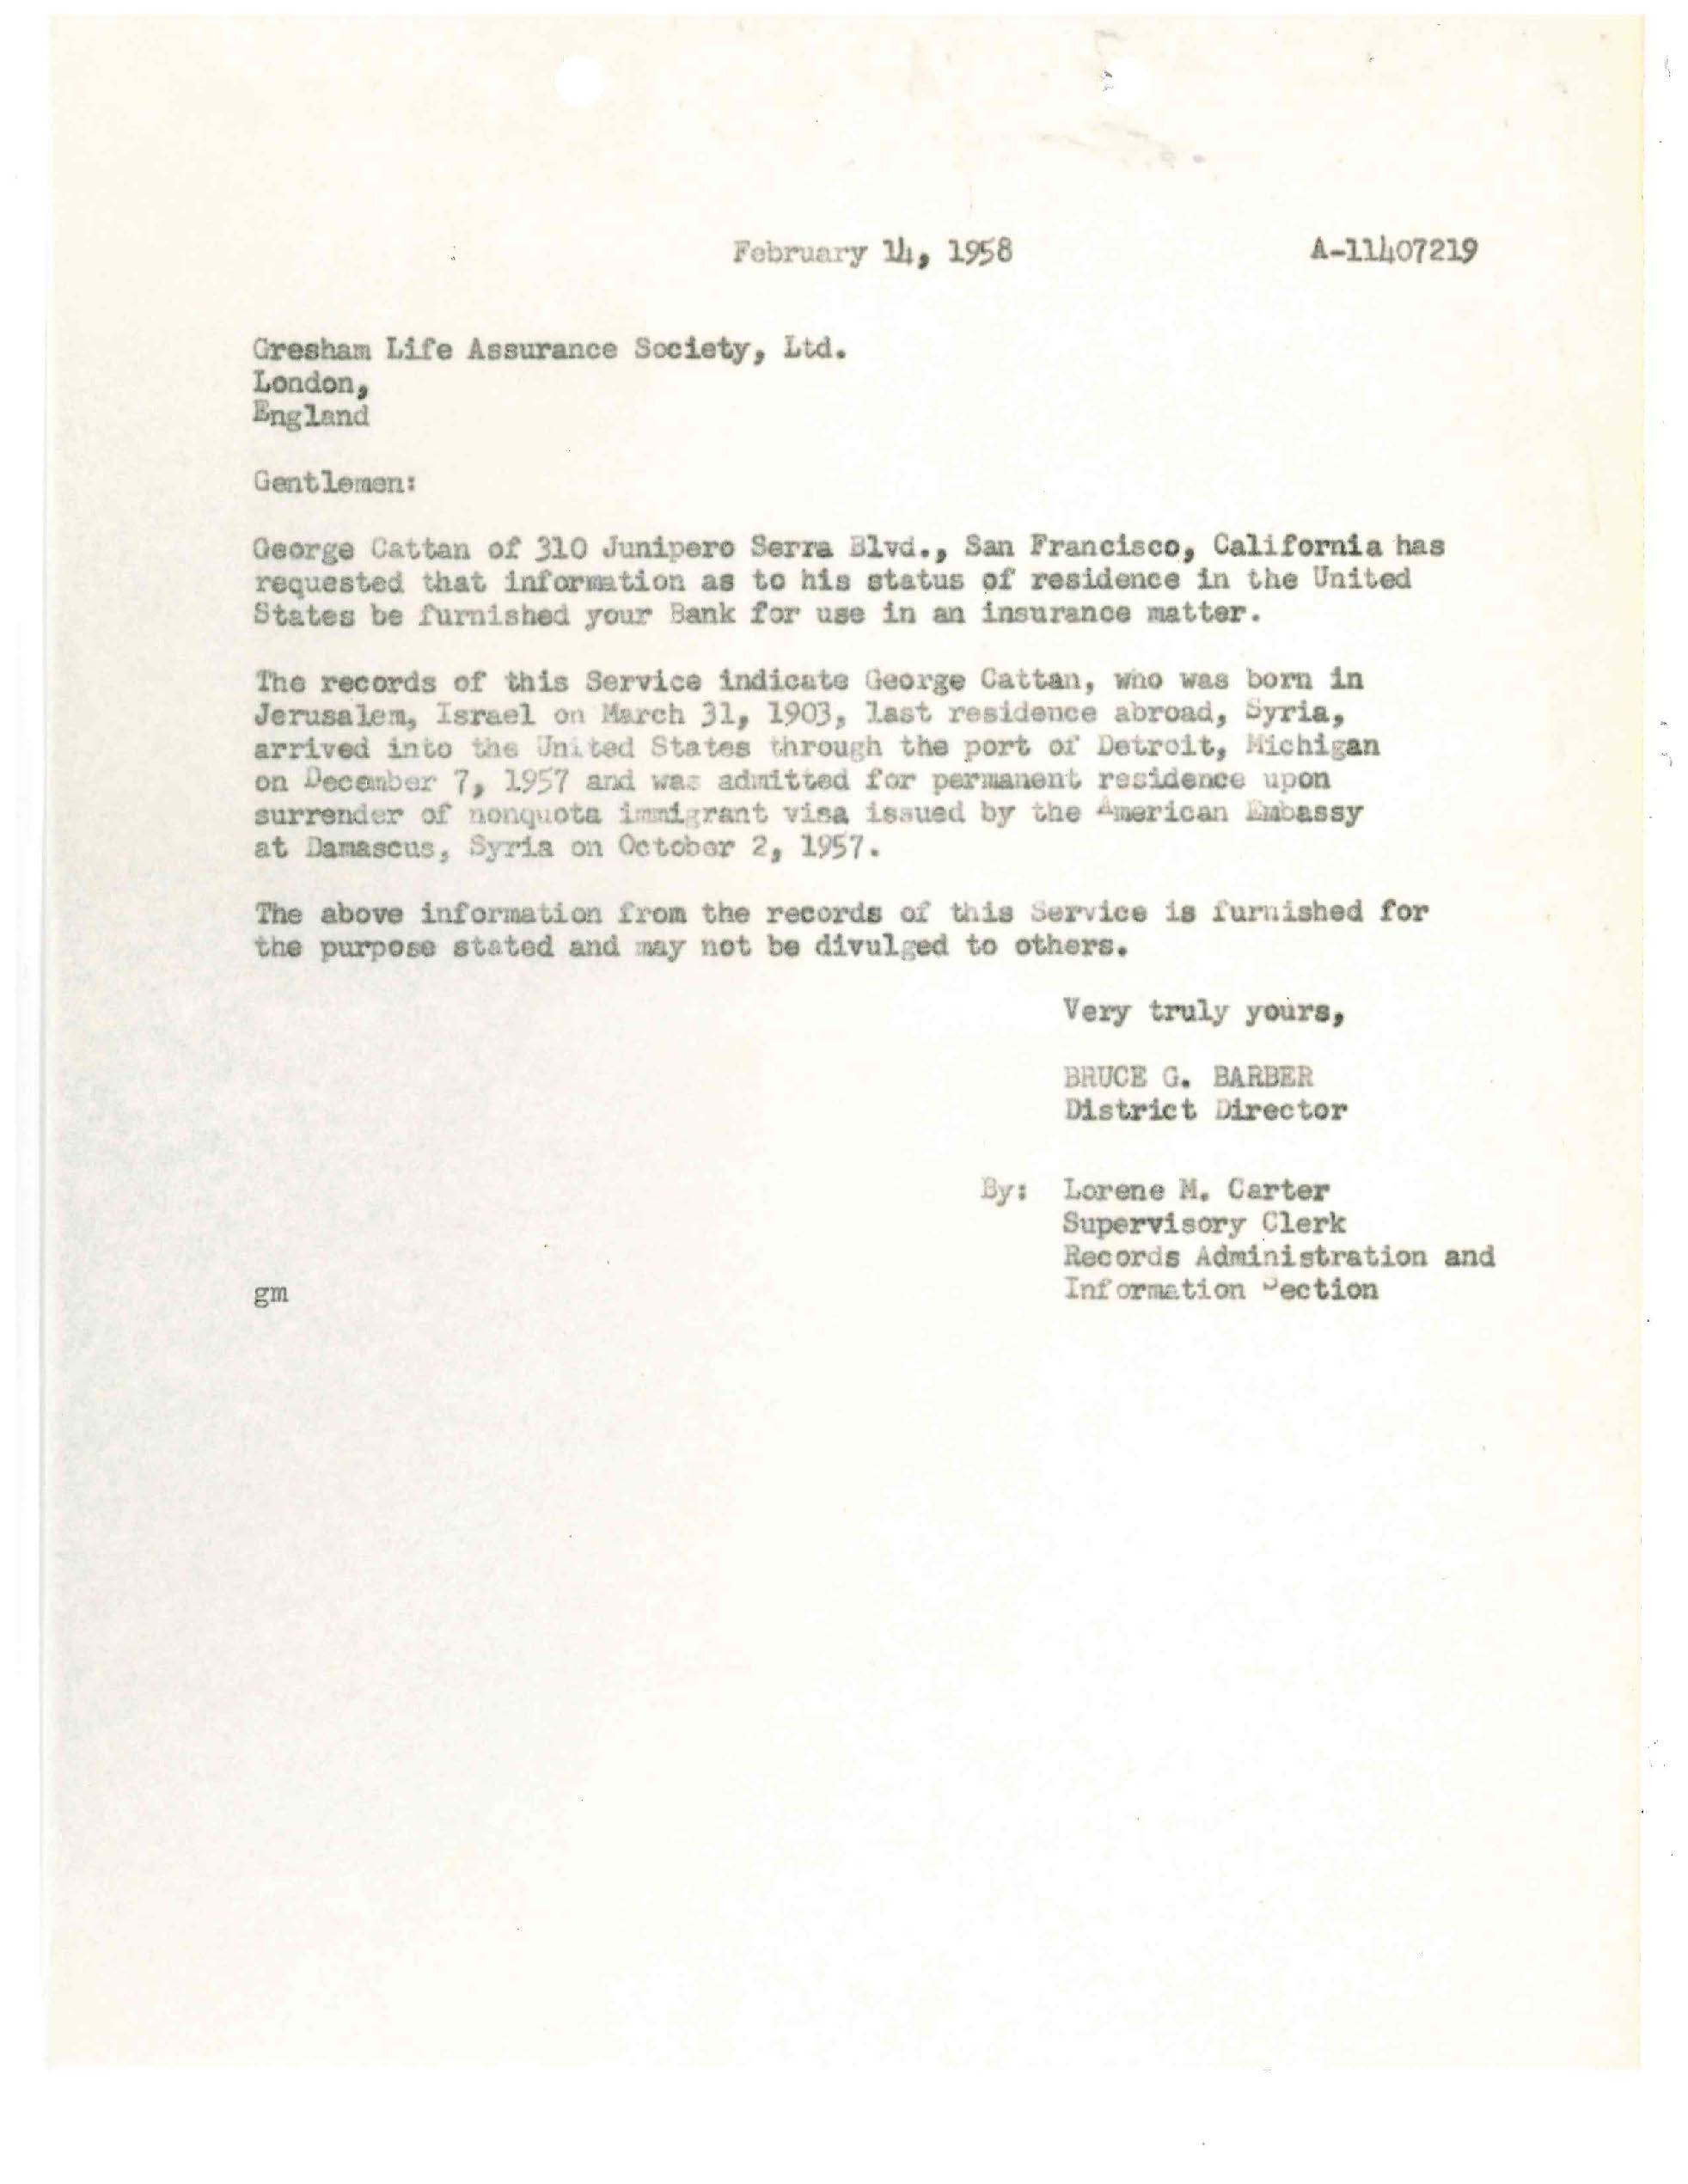 February 14, 1958 A-11407219
Gresham Life Assurance Society, Ltd.
London,
England
Gentlemen:
George Cattan of 310 Junipero Serra Blvd., San Francisco, California has
requested that information as to his status of residence in the United
States be furnished your Bank for use in an insurance matter.
The records of this Service indicate George Cattan, who was born in
Jerusalem, Israel on March 31, 1903, last residence abroad, Syria,
arrived into the United States through the port of Detroit, Michigan
on December 7, 1957 and was admitted for permanent residence upon
surrender of nonquota immigrant visa issued by the American Embassy
at Damascus, Syria on October 2, 1957.
The above information from the records of this Service is furnished for
the purpose stated and may not be divulged to others.
Very truly yours,
BRUCE G. BARBER
District Director
By: Lorene M. Carter
Supervisory Clerk
Records Administration and
Information Section
gm